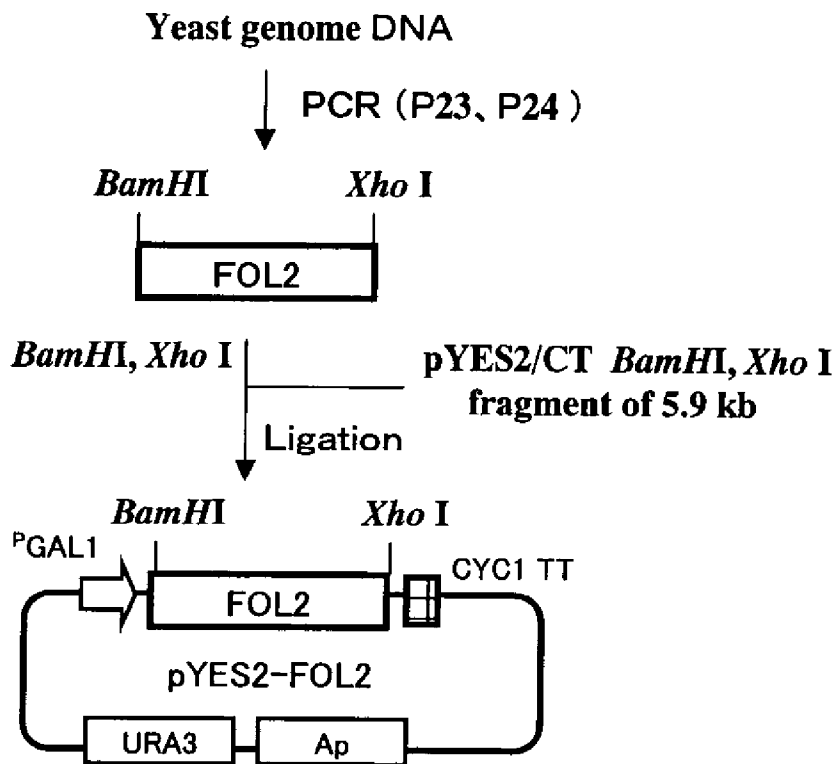 Yeast genome DNA
PCR (P23、P24 )
BamHI Xho I
FOL2
BamHI, Xho I
pYES2/CT BamHI, Xho I
fragment of 5.9 kb
Ligation
BamHI Xho I
PGAL1
CYC1 TT
FOL2
pYES2-FOL2
URA3 Ap